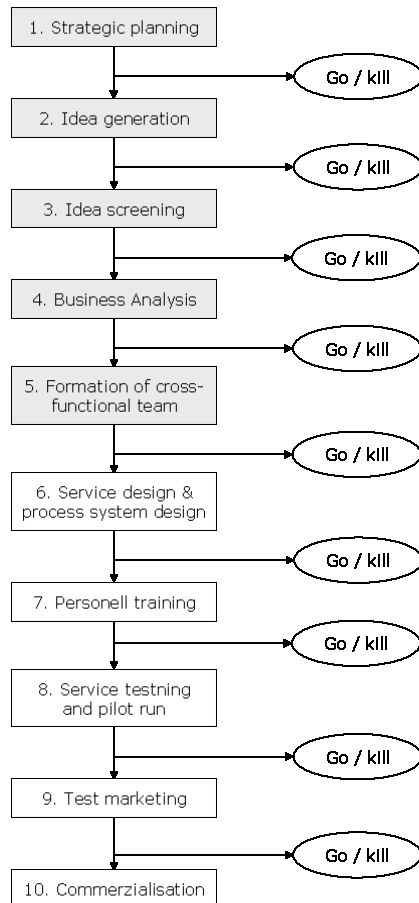 1. Strategic planning
Go / kill
2. Idea generation
Go / kill
3. Idea screening
Go / kill
4. Business Analysis
Go / kill
5. Formation of cross-
functional team
Go / kill
6. Service design &
process system design
Go / kill
7. Personell training
Go / kill
8. Service testning
and pilot run
Go / kill
9. Test marketing
Go / kill
10. Commerzialisation